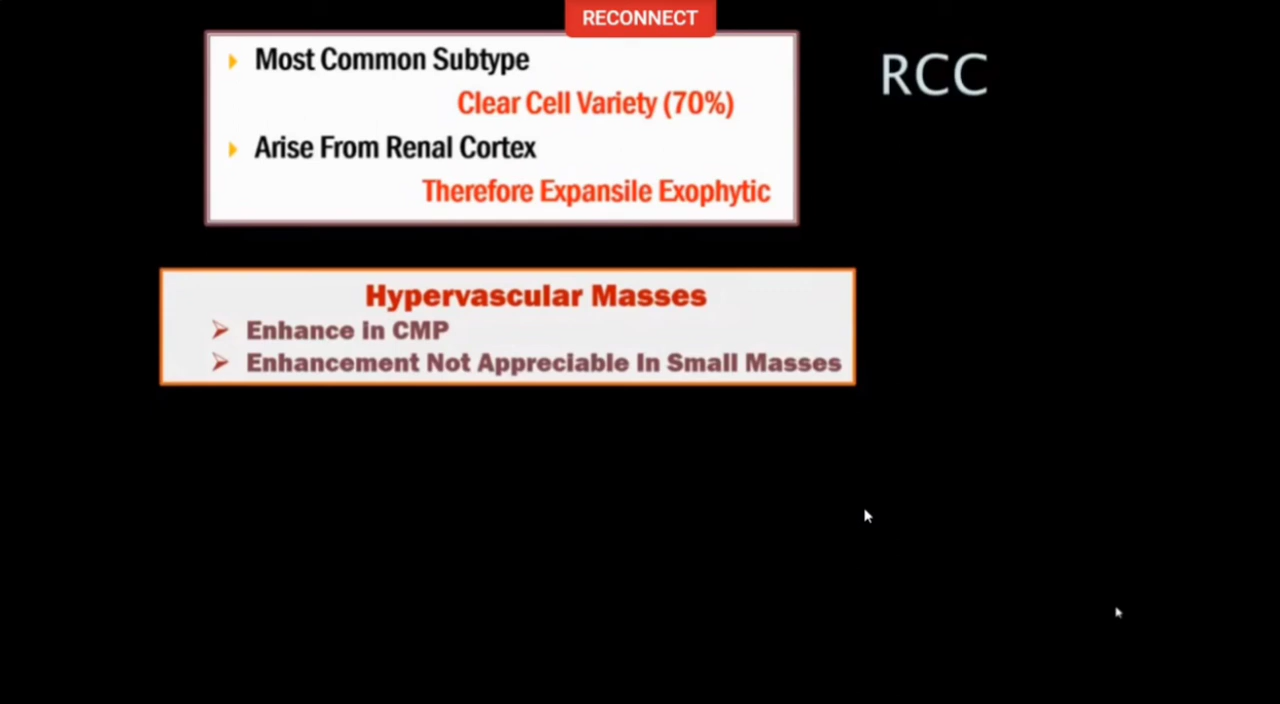 RECONNECT
Most Common Subtype
Clear Cell Variety (70%)
Arise From Renal Cortex
Therefore Expansile Exophytic
RCC
Hypervascular Masses
Enhance in CMP
Enhancement Not Appreciable In Small Masses